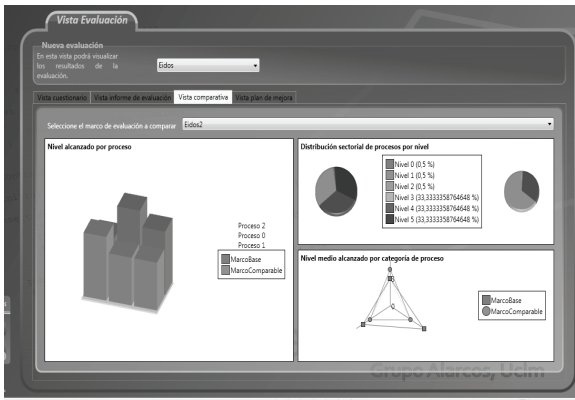 Vista Evaluación
Nueva evaluación
En esta vista podrá visualizar
los resultados de la
evaluación.
Eidos
Vista cuestionario Vista informe de evaluación Vista comparativa Vista plan de mejora
Seleccione el marco de evaluación a comparar Eidos2
Nivel alcanzado por proceso
Proceso 2
Proceso 0
Proceso 1
MarcoBase
MarcoComparable
Distribución sectorial de procesos por nivel
Nivel 0 (0,5 %)
Nivel 1 (0,5 %)
Nivel 2 (0,5 %)
Nivel 3 (33,3333358764648 %)
Nivel 4 (33,3333358764648 %)
Nivel 5 (33,3333358764648 %)
Nivel medio alcanzado por categoría de proceso
MarcoBase
MarcoComparable
Grupo Alarcos, Uclm